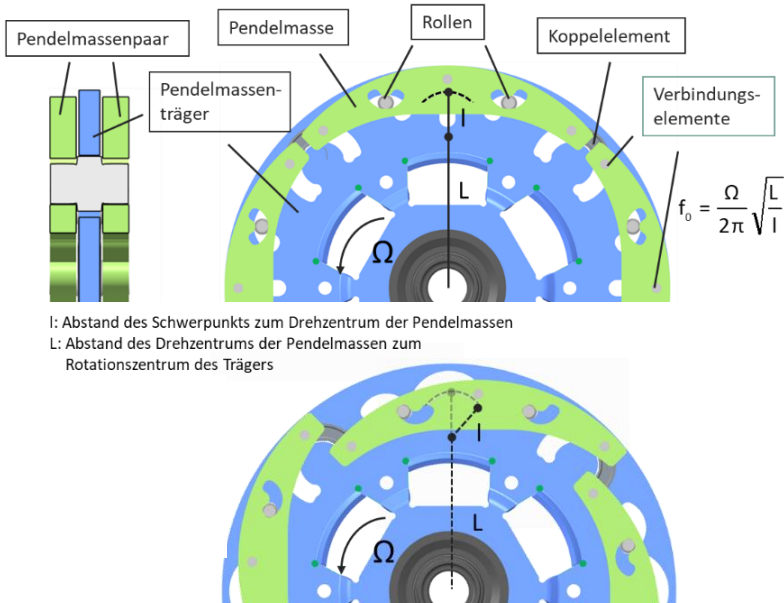 Pendelmassenpaar
Pendelmasse
Rollen
Koppelelement
Pendelmassen-
träger
Verbindungs-
elemente
l
L
Ω
f₀ = Ω/2π √L/l
l: Abstand des Schwerpunkts zum Drehzentrum der Pendelmassen
L: Abstand des Drehzentrums der Pendelmassen zum
Rotationszentrum des Trägers
l
L
Ω